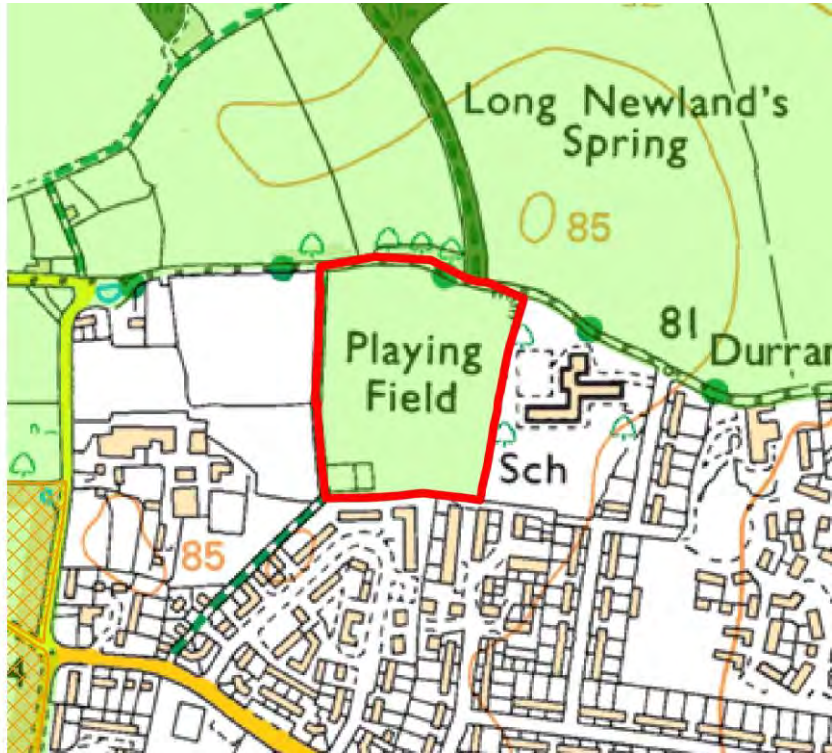 Long Newland's
Spring
85
81
Durran
Playing
Field
Sch
85